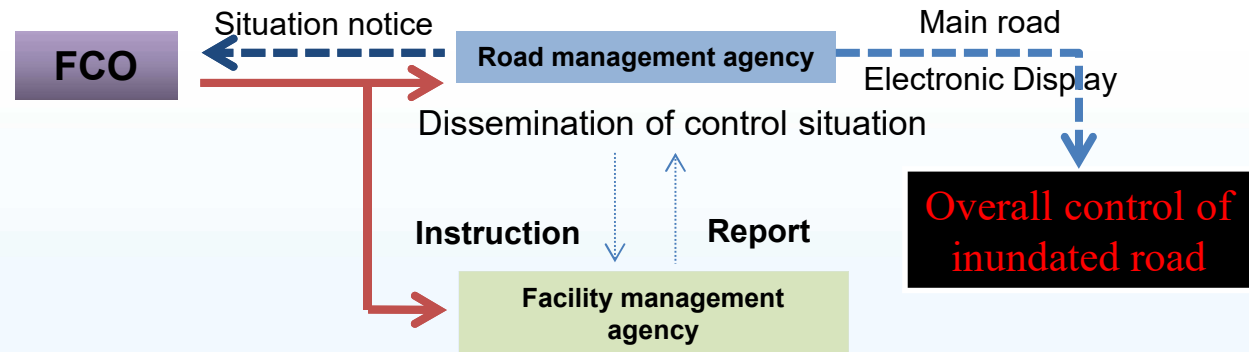 Situation notice
Main road
FCO
Road management agency
Electronic Display
Dissemination of control situation
Overall control of
inundated road
Instruction
Report
Facility management
agency